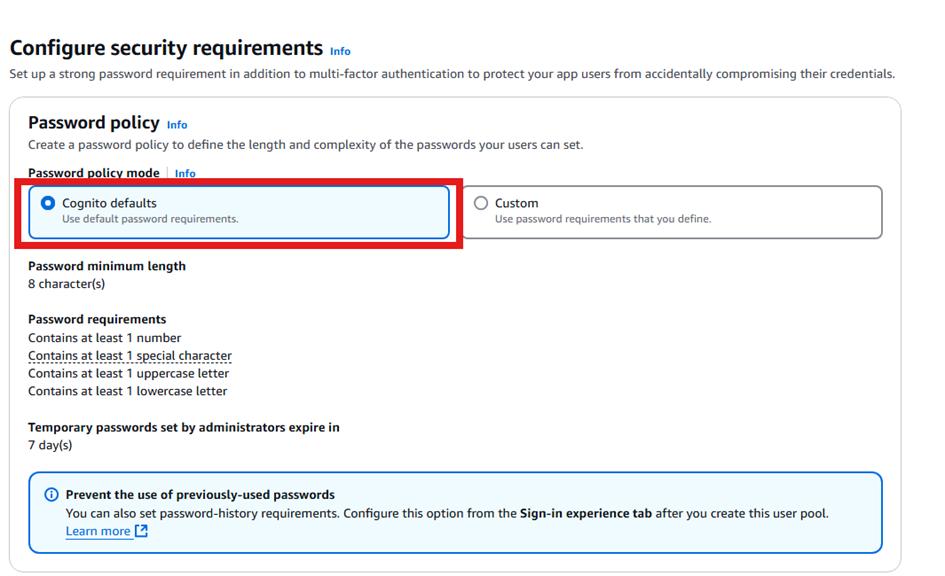 Configure security requirements Info
Set up a strong password requirement in addition to multi-factor authentication to protect your app users from accidentally compromising their credentials.
Password policy Info
Create a password policy to define the length and complexity of the passwords your users can set.
Password policy mode Info
Cognito defaults
Use default password requirements.
Custom
Use password requirements that you define.
Password minimum length
8 character(s)
Password requirements
Contains at least 1 number
Contains at least 1 special character
Contains at least 1 uppercase letter
Contains at least 1 lowercase letter
Temporary passwords set by administrators expire in
7 day(s)
Prevent the use of previously-used passwords
You can also set password-history requirements. Configure this option from the Sign-in experience tab after you create this user pool.
Learn more